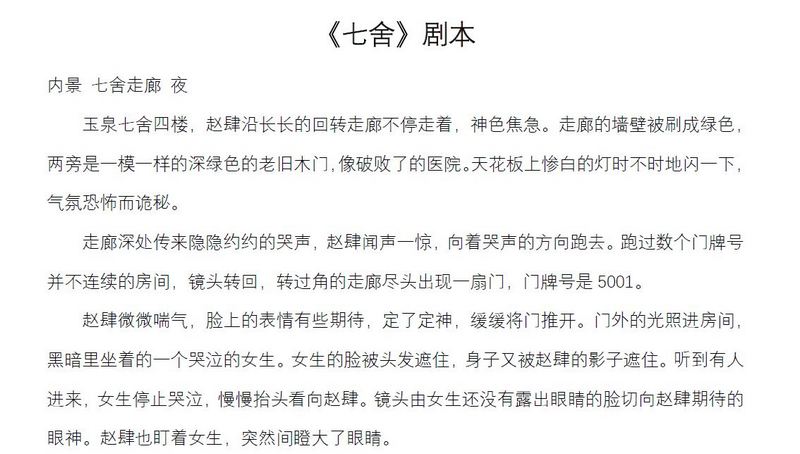 《七舍》剧本
内景 七舍走廊 夜
玉泉七舍四楼，赵肆沿长长的回转走廊不停走着，神色焦急。走廊的墙壁被刷成绿色，
两旁是一模一样的深绿色的老旧木门，像破败了的医院。天花板上惨白的灯时不时地闪一下，
气氛恐怖而诡秘。
走廊深处传来隐隐约约的哭声，赵肆闻声一惊，向着哭声的方向跑去。跑过数个门牌号
并不连续的房间，镜头转回，转过角的走廊尽头出现一扇门，门牌号是 5001。
赵肆微微喘气，脸上的表情有些期待，定了定神，缓缓将门推开。门外的光照进房间，
黑暗里坐着的一个哭泣的女生。女生的脸被头发遮住，身子又被赵肆的影子遮住。听到有人
进来，女生停止哭泣，慢慢抬头看向赵肆。镜头由女生还没有露出眼睛的脸切向赵肆期待的
眼神。赵肆也盯着女生，突然间瞪大了眼睛。